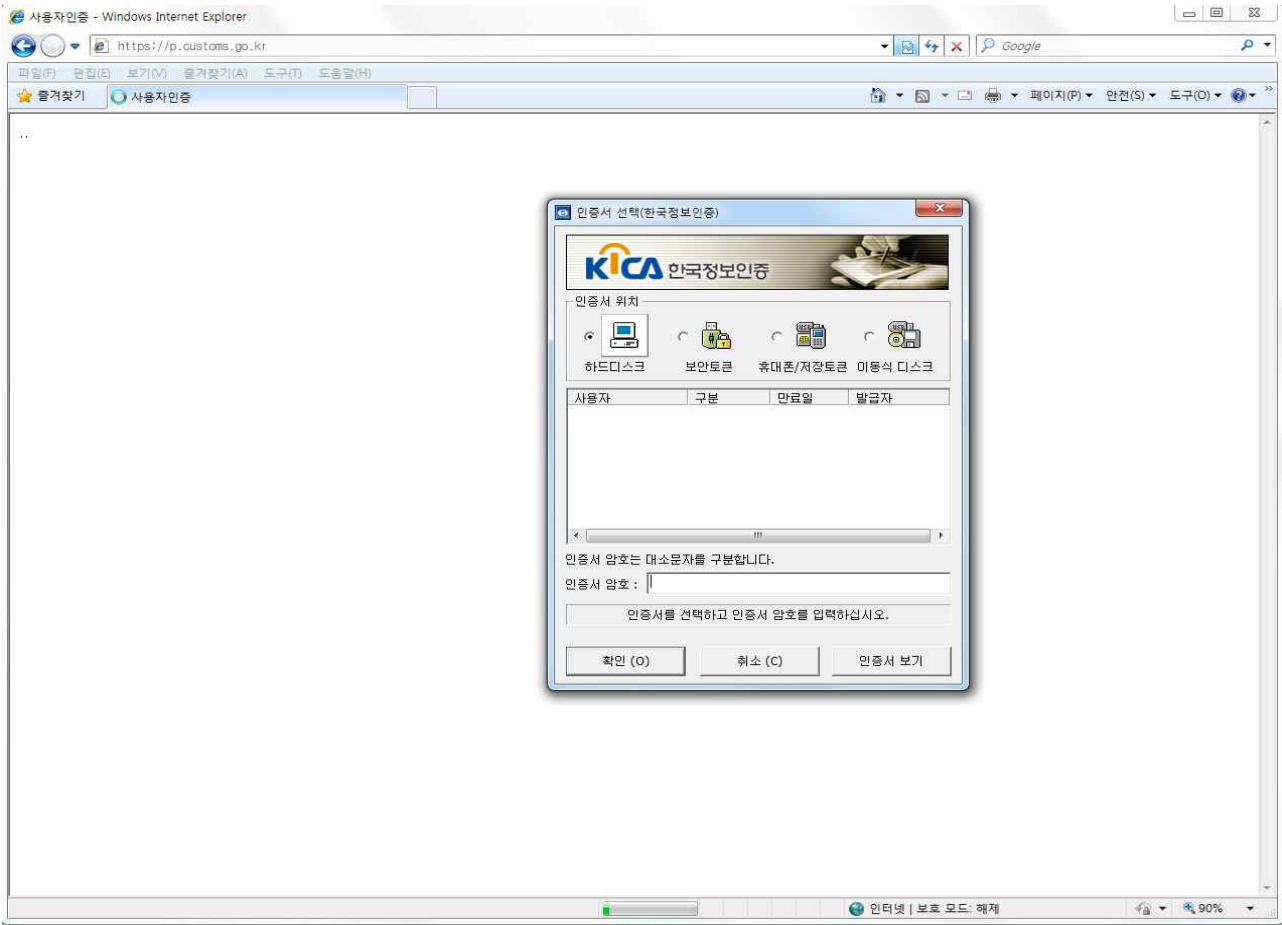 사용자인증 - Windows Internet Explorer
https://p.customs.go.kr
Google
파일(F) 편집(E) 보기(V) 즐겨찾기(A) 도구(T) 도움말(H)
즐겨찾기 사용자인증
페이지(P) 안전(S) 도구(O)
..
인증서 선택(한국정보인증)
KICA 한국정보인증
인증서 위치
하드디스크 보안토큰 휴대폰/저장토큰 이동식 디스크
사용자 구분 만료일 발급자
인증서 암호는 대소문자를 구분합니다.
인증서 암호 :
인증서를 선택하고 인증서 암호를 입력하십시오.
확인 (O) 취소 (C) 인증서 보기
인터넷 | 보호 모드: 해제 90%